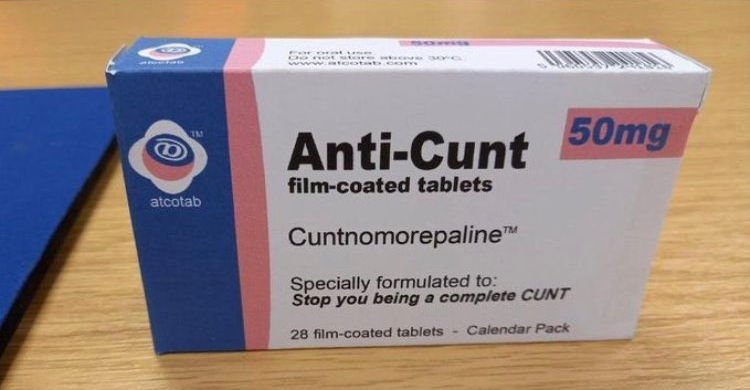 atcotab
For oral use
Do not store above 30°C
www.atcotab.com
50mg
TM
atcotab
Anti-Cunt
50mg
film-coated tablets
Cuntnomorepaline™
Specially formulated to:
Stop you being a complete CUNT
28 film-coated tablets - Calendar Pack